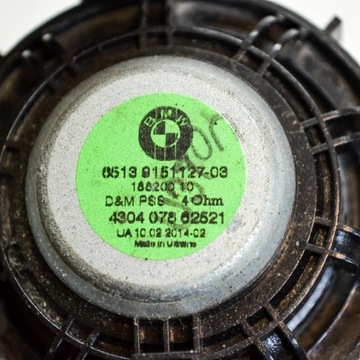 BMW
6513 9151127-03
186200 10
D&M PSS 4 Ohm
4304 078 62521
UA 10.02 2014-02
Made in Ukraine